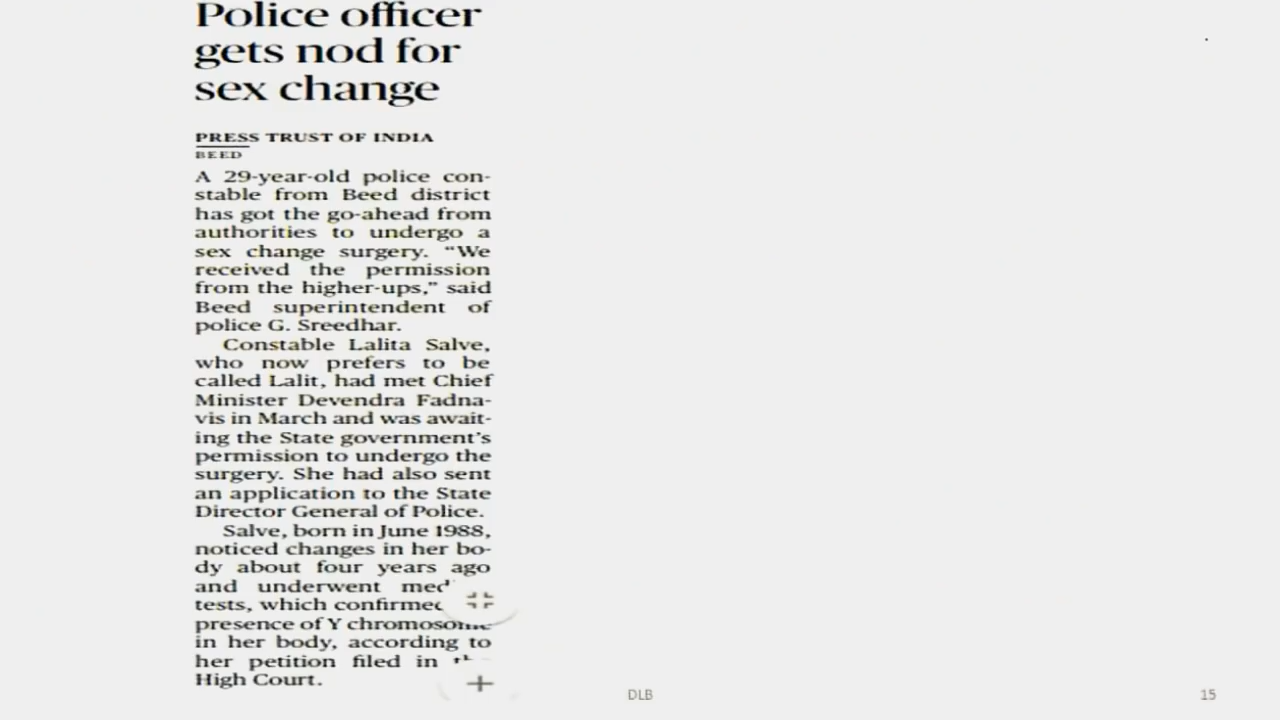 Police officer
gets nod for
sex change
PRESS TRUST OF INDIA
BEED
A 29-year-old police con-
stable from Beed district
has got the go-ahead from
authorities to undergo a
sex change surgery. “We
received the permission
from the higher-ups,” said
Beed superintendent of
police G. Sreedhar.
Constable Lalita Salve,
who now prefers to be
called Lalit, had met Chief
Minister Devendra Fadna-
vis in March and was await-
ing the State government’s
permission to undergo the
surgery. She had also sent
an application to the State
Director General of Police.
Salve, born in June 1988,
noticed changes in her bo-
dy about four years ago
and underwent
tests, which
presence of Y chromosome
in her body, according to
her petition filed in
High Court.
DLB
15